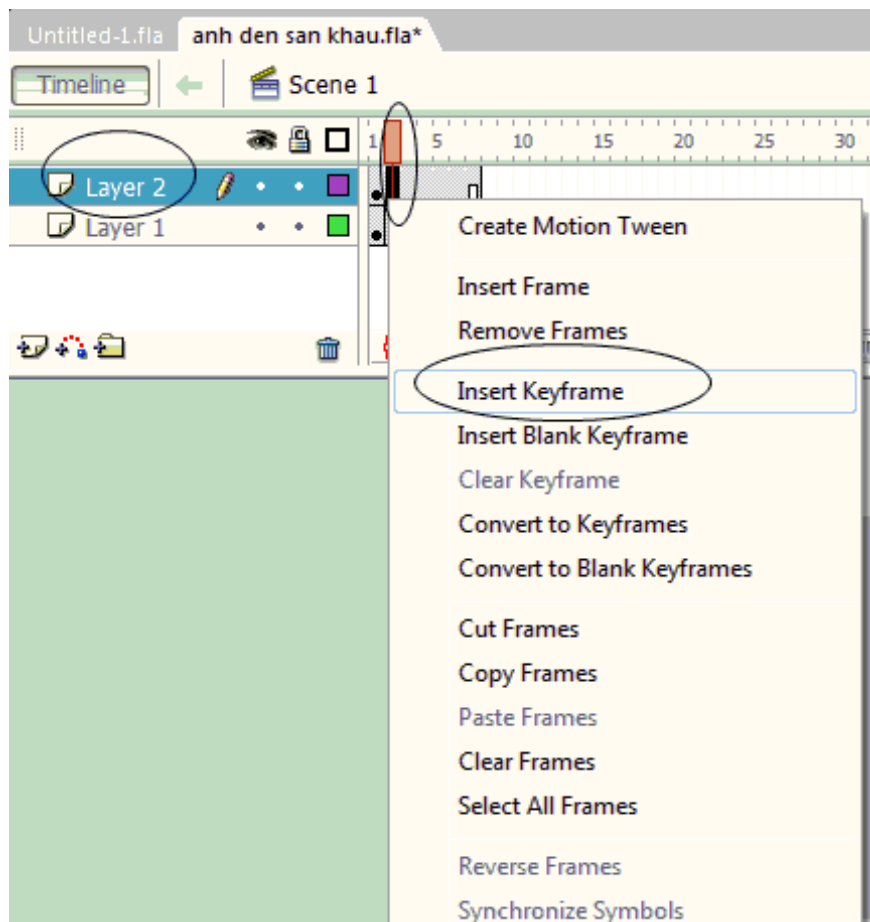 Untitled-1.fla anh den san khau.fla*
Timeline Scene 1
1 5 10 15 20 25 30
Layer 2
Layer 1
Create Motion Tween
Insert Frame
Remove Frames
Insert Keyframe
Insert Blank Keyframe
Clear Keyframe
Convert to Keyframes
Convert to Blank Keyframes
Cut Frames
Copy Frames
Paste Frames
Clear Frames
Select All Frames
Reverse Frames
Synchronize Symbols